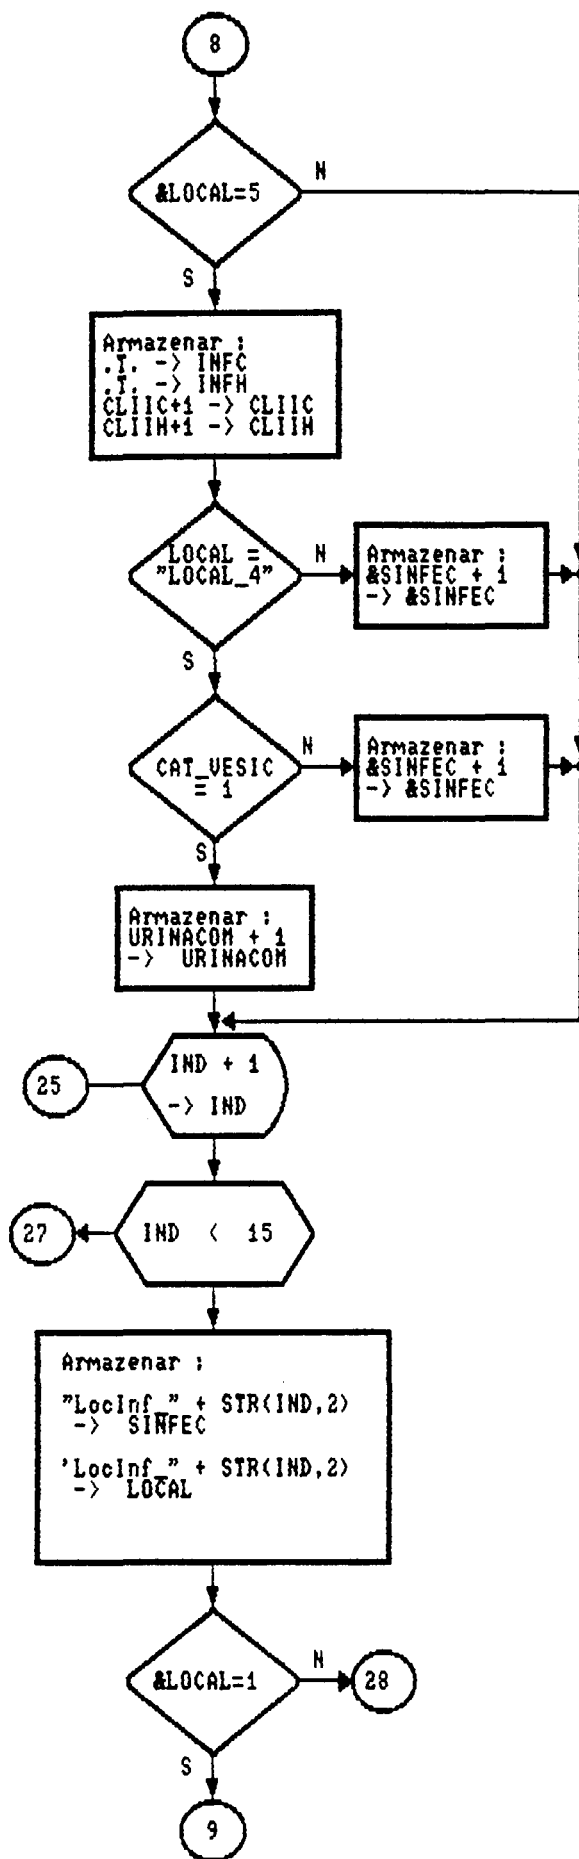 8
&LOCAL=5
N
S
Armazenar :
.T. -> INFC
.T. -> INFH
CLIIC+1 -> CLIIC
CLIIH+1 -> CLIIH
LOCAL =
"LOCAL_4"
N
Armazenar :
&SINFEC + 1
-> &SINFEC
S
CAT_VESIC
= 1
N
Armazenar :
&SINFEC + 1
-> &SINFEC
S
Armazenar :
URINACOM + 1
-> URINACOM
25
IND + 1
-> IND
27
IND < 15
Armazenar :
"LocInf_" + STR(IND,2)
-> SINFEC
'LocInf_" + STR(IND,2)
-> LOCAL
&LOCAL=1
N
28
S
9